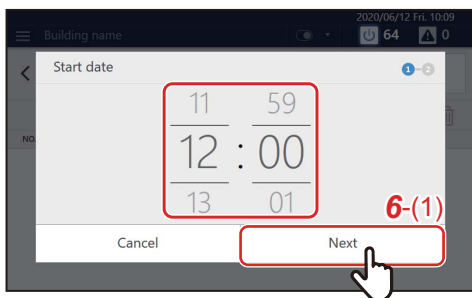 2020/06/12 Fri. 10:09
Building name
64
0
Start date
1-2
11 59
12 : 00
13 01
NO.
6-(1)
Cancel
Next